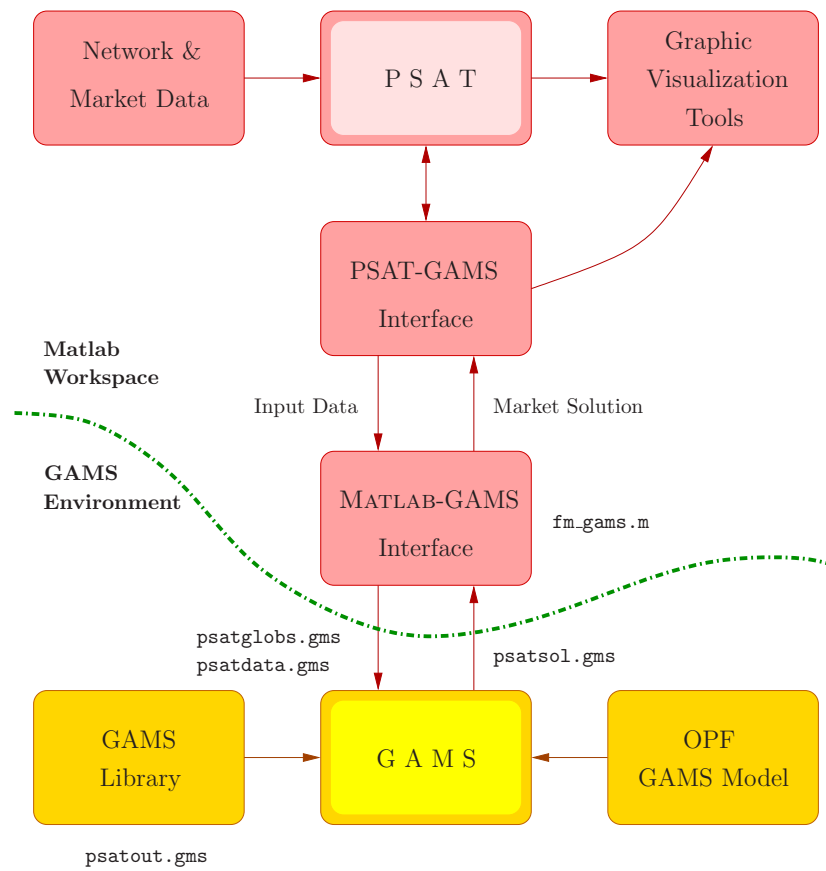 Network &
Market Data
P S A T
Graphic
Visualization
Tools
PSAT-GAMS
Interface
Matlab
Workspace
Input Data
Market Solution
GAMS
Environment
MATLAB-GAMS
Interface
fm_gams.m
psatglobs.gms
psatdata.gms
psatsol.gms
GAMS
Library
G A M S
OPF
GAMS Model
psatout.gms